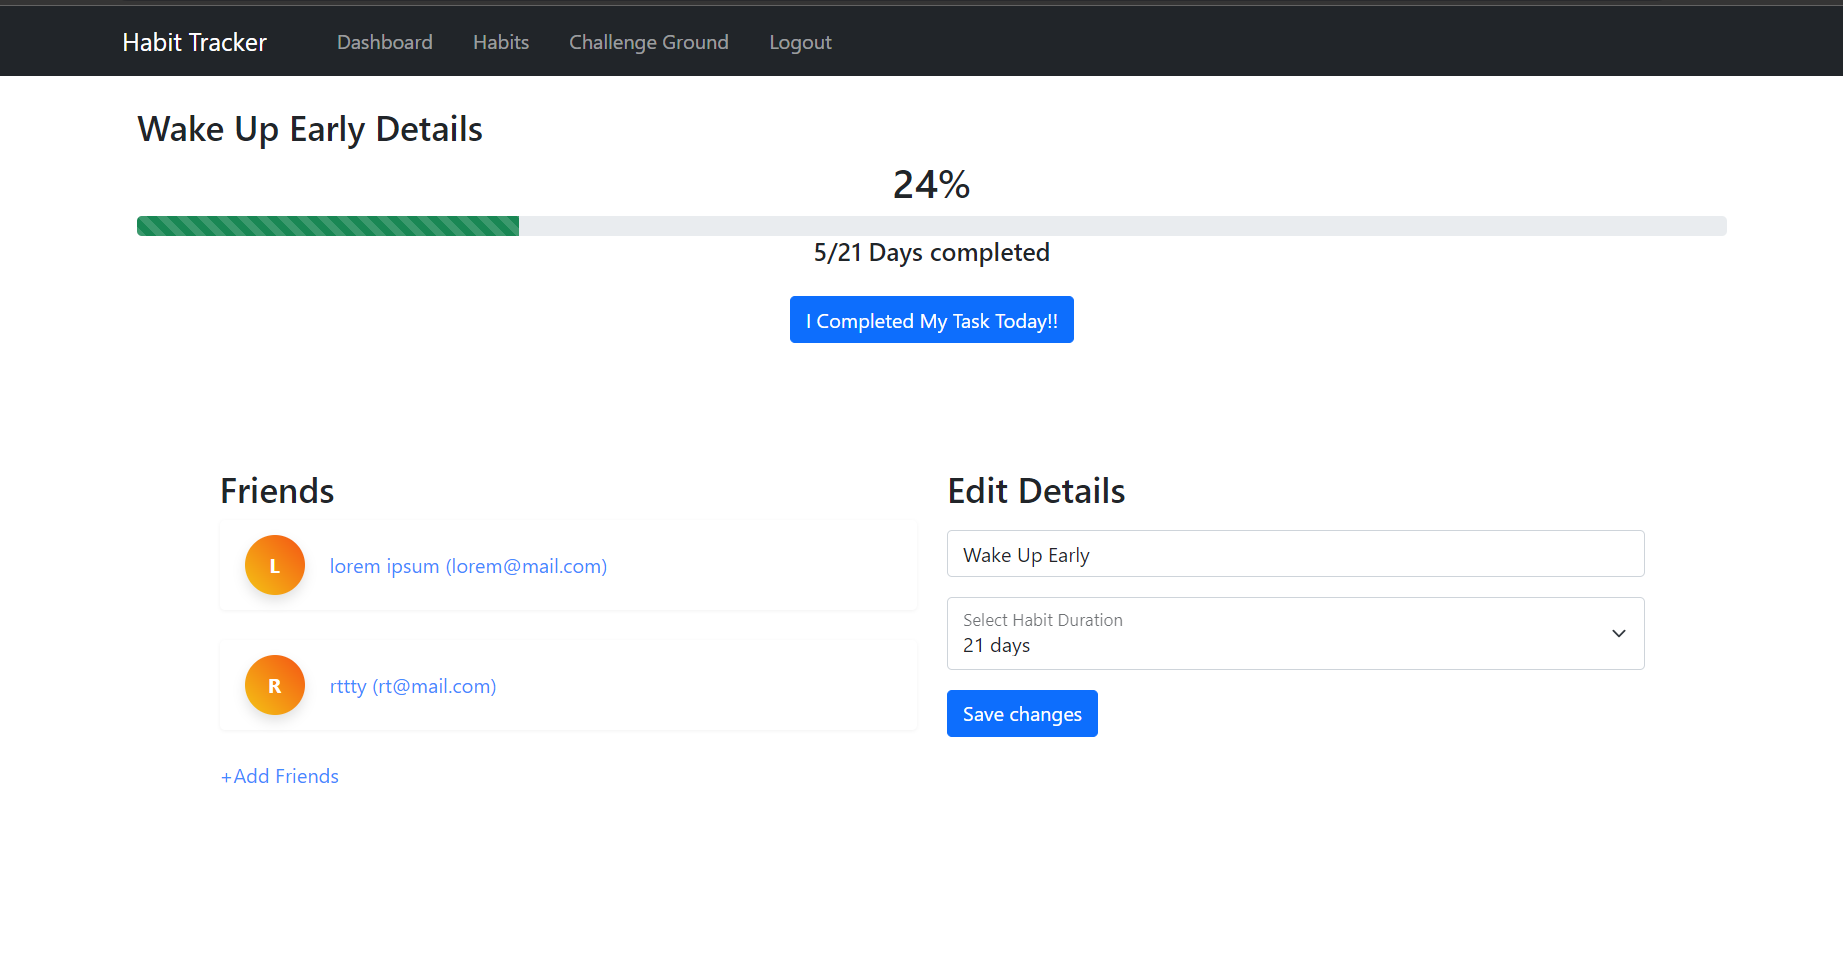 Habit Tracker Dashboard Habits Challenge Ground Logout
Wake Up Early Details
24%
5/21 Days completed
I Completed My Task Today!!
Friends
L
lorem ipsum (lorem@mail.com)
R
rttty (rt@mail.com)
+Add Friends
Edit Details
Wake Up Early
Select Habit Duration
21 days
Save changes